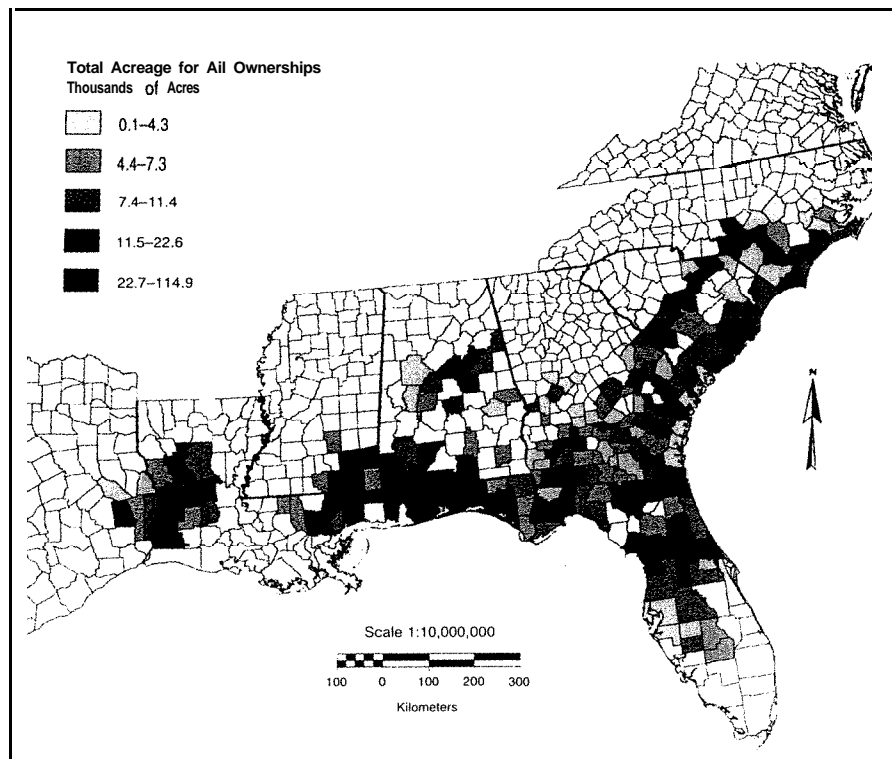 Total Acreage for Ail Ownerships
Thousands of Acres
0.1–4.3
4.4–7.3
7.4–11.4
11.5–22.6
22.7–114.9
N
Scale 1:10,000,000
100 0 100 200 300
Kilometers